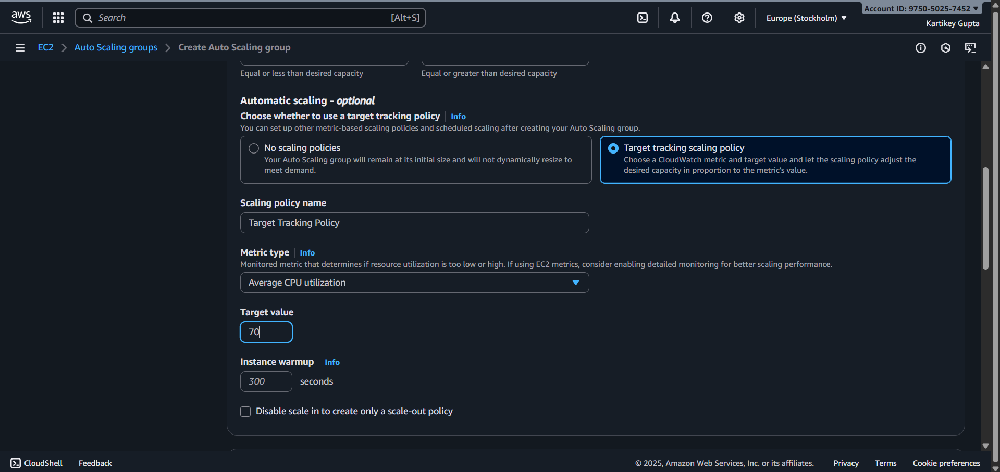 aws
Search [Alt+S]
Europe (Stockholm)
Account ID: 9750-5025-7452
Kartikey Gupta
EC2 Auto Scaling groups Create Auto Scaling group
Equal or less than desired capacity Equal or greater than desired capacity
Automatic scaling - optional
Choose whether to use a target tracking policy Info
You can set up other metric-based scaling policies and scheduled scaling after creating your Auto Scaling group.
No scaling policies
Your Auto Scaling group will remain at its initial size and will not dynamically resize to
meet demand.
Target tracking scaling policy
Choose a CloudWatch metric and target value and let the scaling policy adjust the
desired capacity in proportion to the metric's value.
Scaling policy name
Target Tracking Policy
Metric type Info
Monitored metric that determines if resource utilization is too low or high. If using EC2 metrics, consider enabling detailed monitoring for better scaling performance.
Average CPU utilization
Target value
70
Instance warmup Info
300 seconds
Disable scale in to create only a scale-out policy
CloudShell Feedback © 2025, Amazon Web Services, Inc. or its affiliates. Privacy Terms Cookie preferences